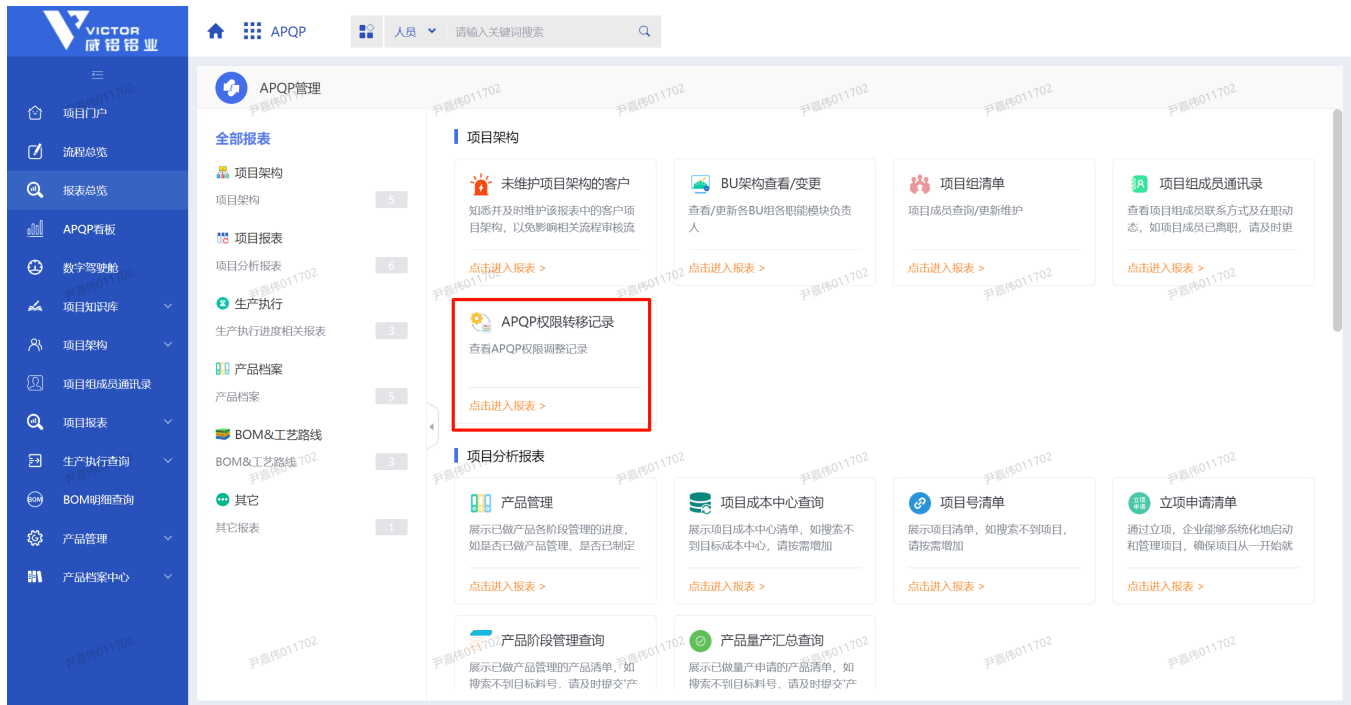 VICTOR
威铝铝业
APQP
人员
请输入关键词搜索
项目门户
流程总览
报表总览
APQP看板
数字驾驶舱
项目知识库
项目架构
项目组成员通讯录
项目报表
生产执行查询
BOM明细查询
产品管理
产品档案中心
APQP管理
全部报表
项目架构
项目架构
5
项目报表
项目分析报表
6
生产执行
生产执行进度相关报表
3
产品档案
产品档案
5
BOM&工艺路线
BOM&工艺路线
3
其它
其它报表
1
项目架构
未维护项目架构的客户
知悉并及时维护该报表中的客户项
目架构，以免影响相关流程审核流
点击进入报表 >
BU架构查看/变更
查看/更新各BU组各职能模块负责
人
点击进入报表 >
项目组清单
项目成员查询/更新维护
点击进入报表 >
项目组成员通讯录
查看项目组成员联系方式及在职动
态，如项目成员已离职，请及时更
点击进入报表 >
APQP权限转移记录
查看APQP权限调整记录
点击进入报表 >
项目分析报表
产品管理
展示已做产品各阶段管理的进度，
如是否已做产品管理、是否已制定
点击进入报表 >
项目成本中心查询
展示项目成本中心清单，如搜索不
到目标成本中心，请按需增加
点击进入报表 >
项目号清单
展示项目清单，如搜索不到项目，
请按需增加
点击进入报表 >
立项
申请
立项申请清单
通过立项，企业能够系统化地启动
和管理项目，确保项目从一开始就
点击进入报表 >
产品阶段管理查询
展示已做产品管理的产品清单，如
搜索不到目标料号，请及时提交'产
产品量产汇总查询
展示已做量产申请的产品清单，如
搜索不到目标料号，请及时提交'产
尹嘉伟011702